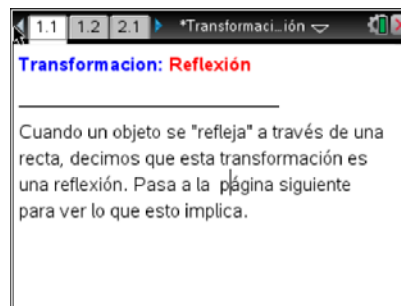 1.1 1.2 2.1 *Transformaci...ión
Transformacion: Reflexión
Cuando un objeto se "refleja" a través de una
recta, decimos que esta transformación es
una reflexión. Pasa a la página siguiente
para ver lo que esto implica.